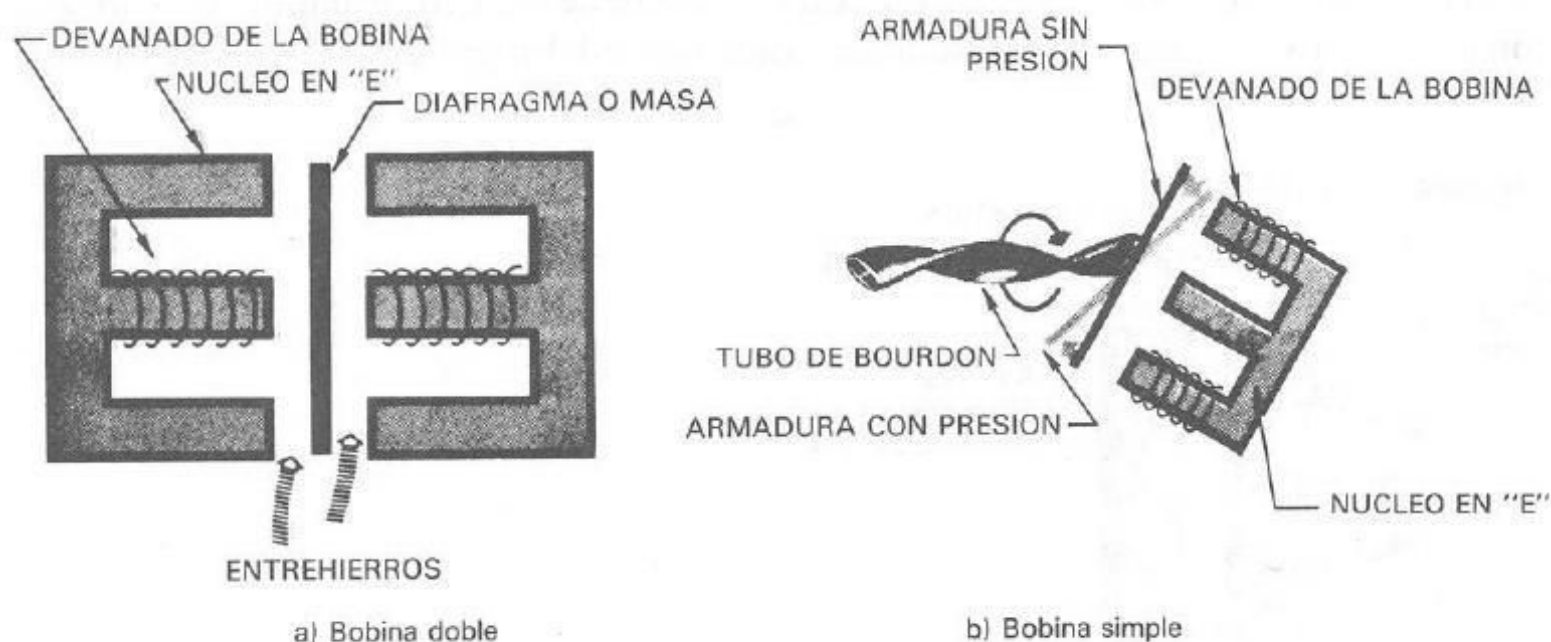 DEVANADO DE LA BOBINA
NUCLEO EN "E"
DIAFRAGMA O MASA
ENTREHIERROS
a) Bobina doble
ARMADURA SIN
PRESION
DEVANADO DE LA BOBINA
TUBO DE BOURDON
ARMADURA CON PRESION
NUCLEO EN "E"
b) Bobina simple